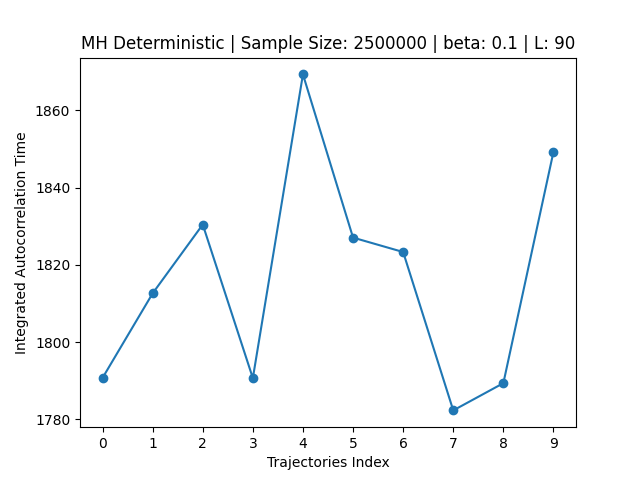 MH Deterministic | Sample Size: 2500000 | beta: 0.1 | L: 90
Integrated Autocorrelation Time
1860
1840
1820
1800
1780
0 1 2 3 4 5 6 7 8 9
Trajectories Index